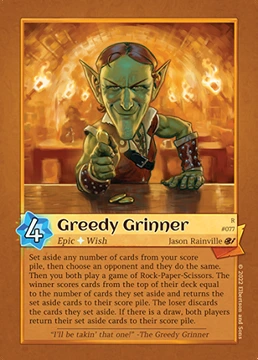 4
Greedy Grinner
R
#077
Epic Wish
Jason Rainville
Set aside any number of cards from your score
pile, then choose an opponent and they do the same.
Then you both play a game of Rock-Paper-Scissors. The
winner scores cards from the top of their deck equal
to the number of cards they set aside and returns the
set aside cards to their score pile. The loser discards
the cards they set aside. If there is a draw, both players
return their set aside cards to their score pile.
"I'll be takin' that one!" -The Greedy Grinner
© 2022 Elbertson and Sons